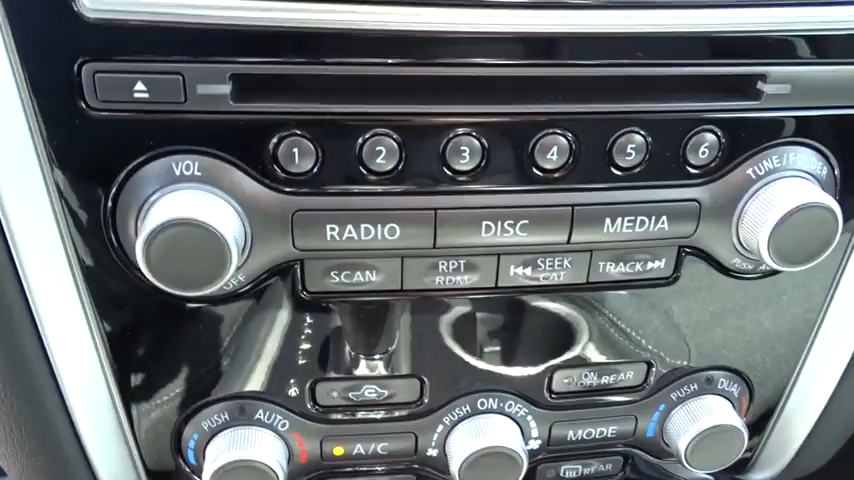 1 2 3 4 5 6
VOL
TUNE/FOLDER
RADIO DISC MEDIA
SCAN RPT SEEK TRACK
RDM CAT
OFF
PUSH
ON REAR
OFF
PUSH AUTO
PUSH ON·OFF
PUSH DUAL
A/C
MODE
REAR